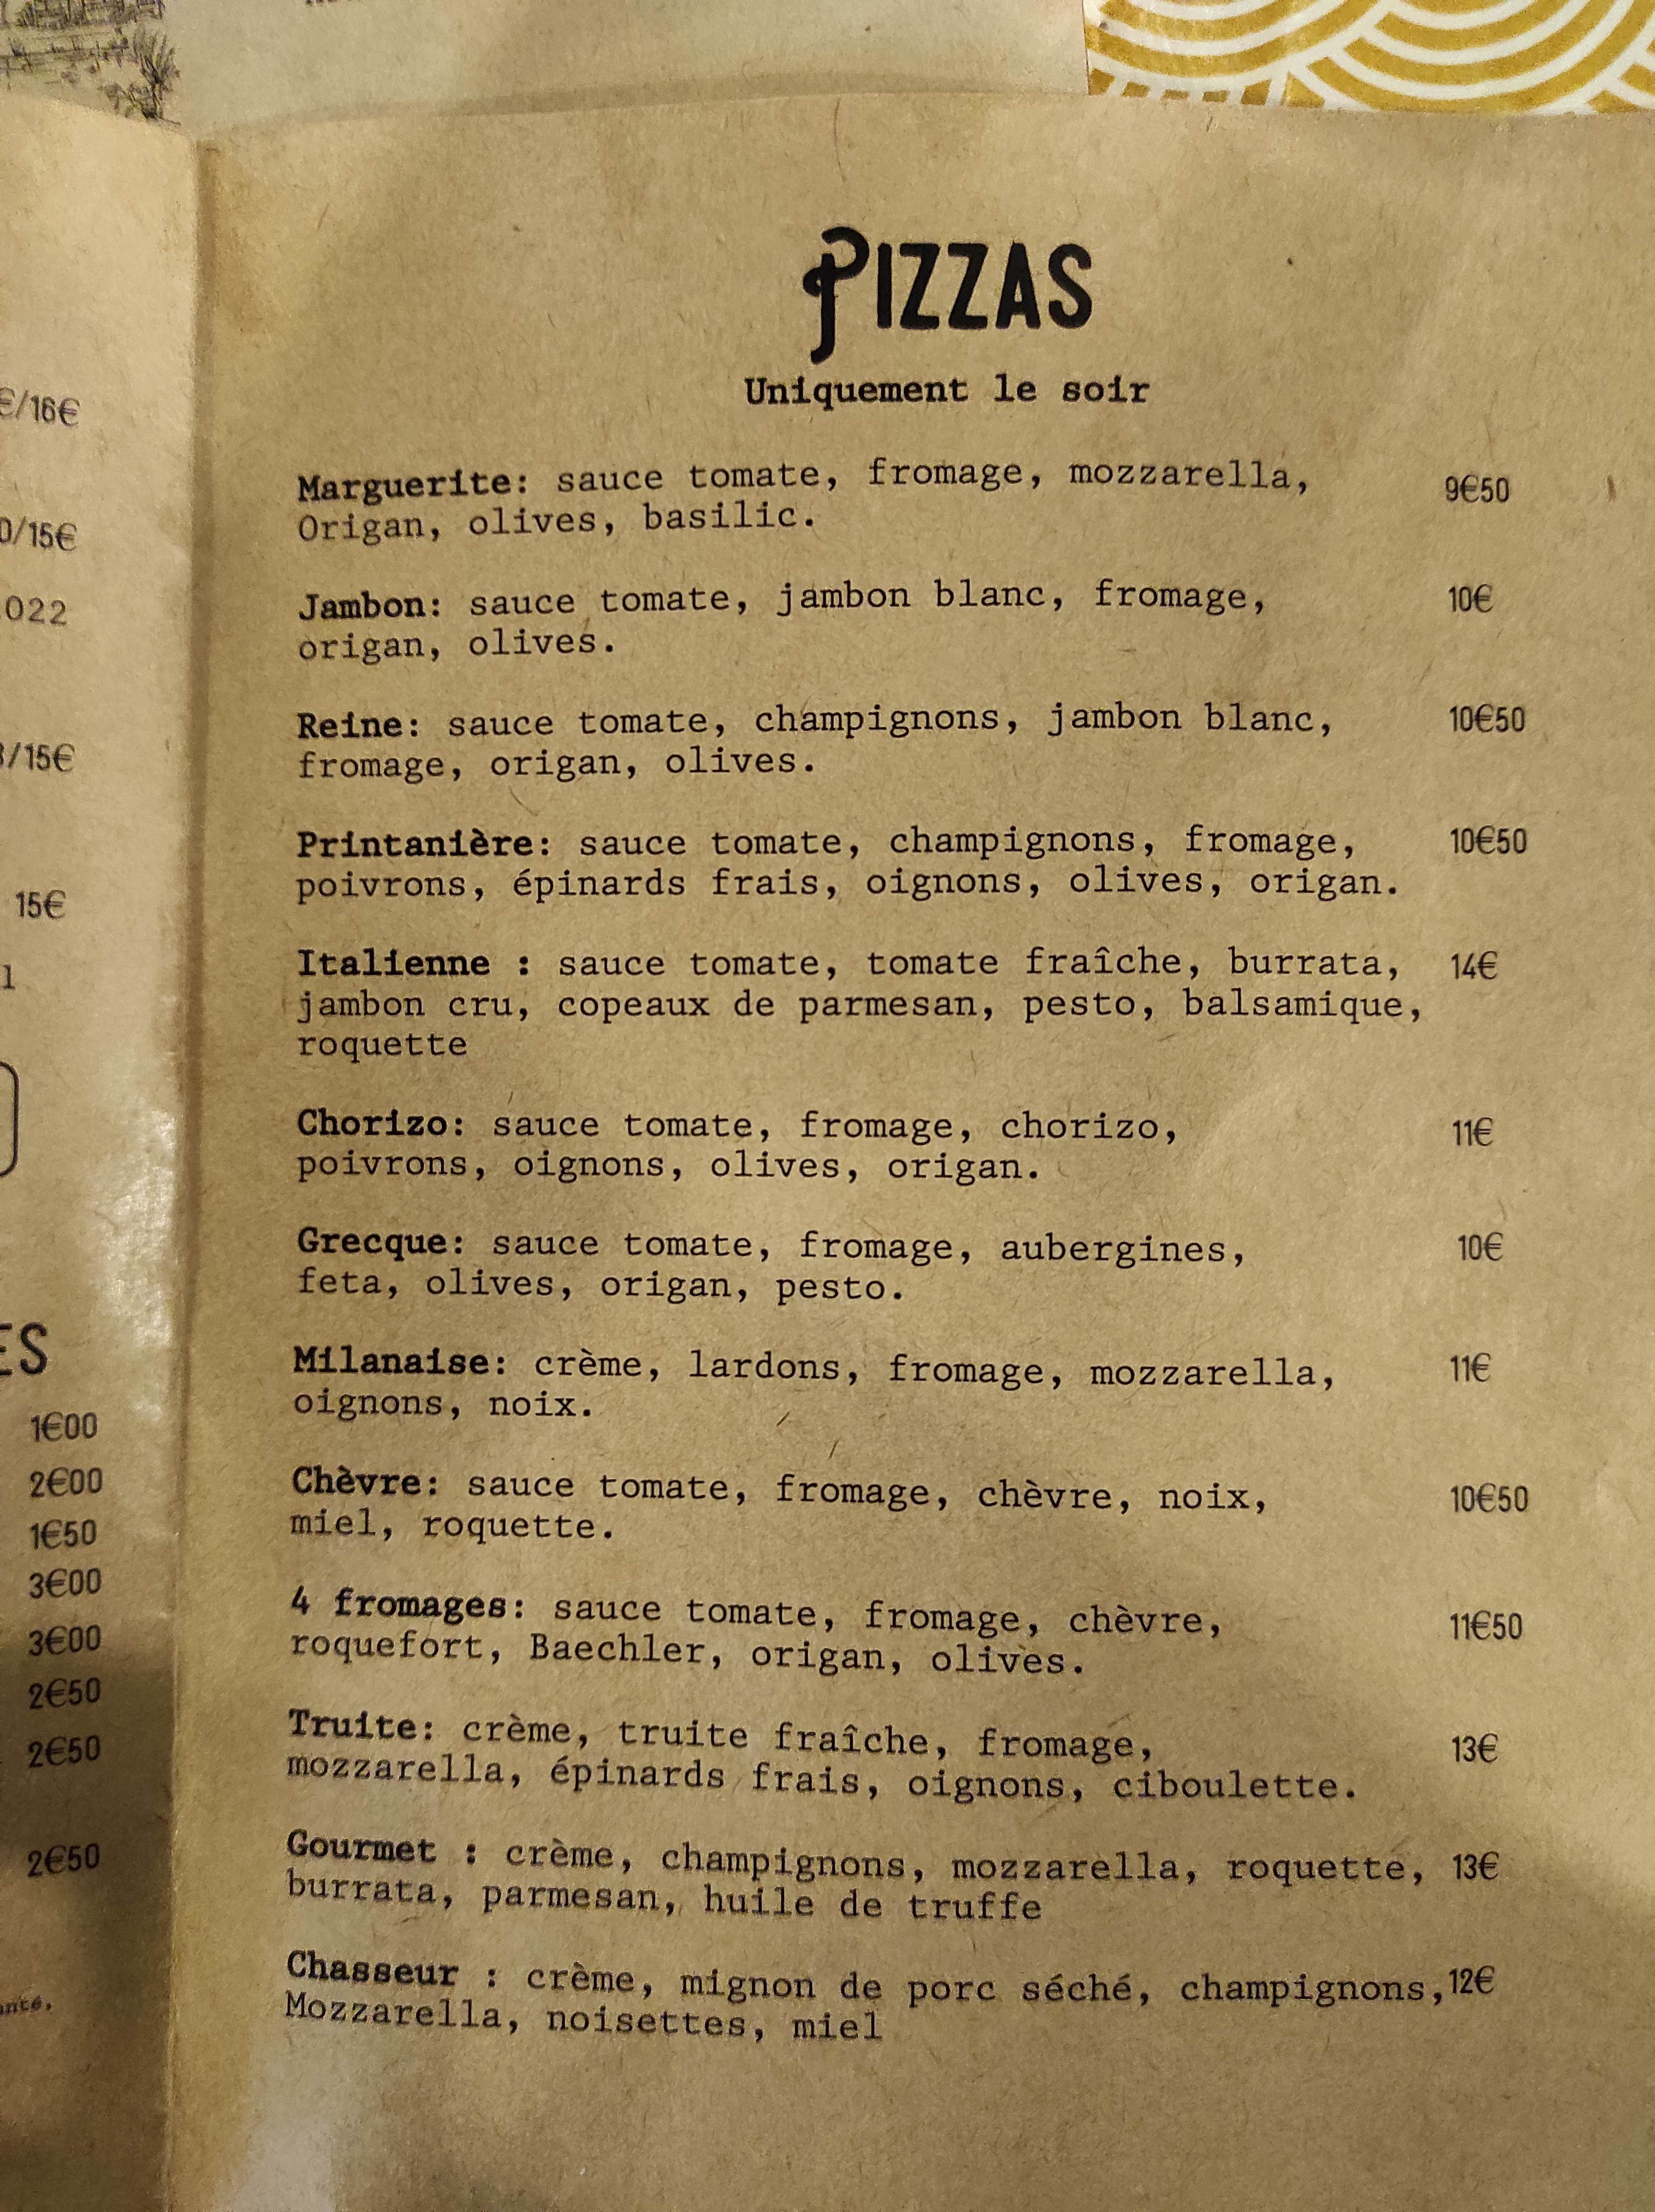 €/16€
0/15€
022
/15€
15€
1
ES
1€00
2€00
1€50
3€00
3€00
2€50
2€50
2€50
PIZZAS
Uniquement le soir
Marguerite: sauce tomate, fromage, mozzarella, 9€50
Origan, olives, basilic.
Jambon: sauce tomate, jambon blanc, fromage, 10€
origan, olives.
Reine: sauce tomate, champignons, jambon blanc, 10€50
fromage, origan, olives.
Printanière: sauce tomate, champignons, fromage, 10€50
poivrons, épinards frais, oignons, olives, origan.
Italienne : sauce tomate, tomate fraîche, burrata, 14€
jambon cru, copeaux de parmesan, pesto, balsamique,
roquette
Chorizo: sauce tomate, fromage, chorizo, 11€
poivrons, oignons, olives, origan.
Grecque: sauce tomate, fromage, aubergines, 10€
feta, olives, origan, pesto.
Milanaise: crème, lardons, fromage, mozzarella, 11€
oignons, noix.
Chèvre: sauce tomate, fromage, chèvre, noix, 10€50
miel, roquette.
4 fromages: sauce tomate, fromage, chèvre, 11€50
roquefort, Baechler, origan, olives.
Truite: crème, truite fraîche, fromage, 13€
mozzarella, épinards frais, oignons, ciboulette.
Gourmet : crème, champignons, mozzarella, roquette, 13€
burrata, parmesan, huile de truffe
Chasseur : crème, mignon de porc séché, champignons, 12€
Mozzarella, noisettes, miel